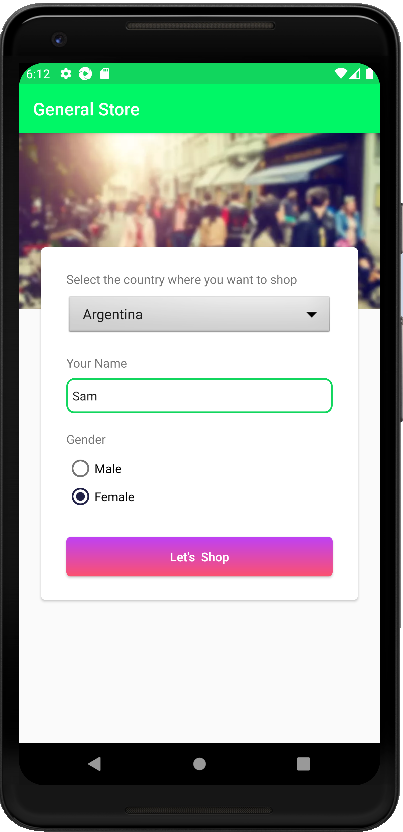 6:12
General Store
Select the country where you want to shop
Argentina
Your Name
Sam
Gender
Male
Female
Let's Shop